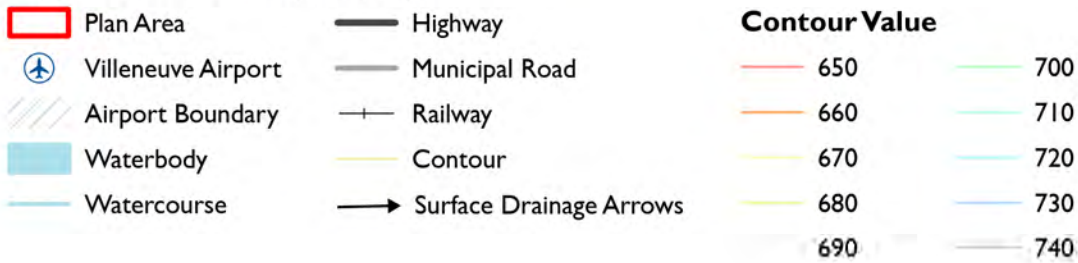 Plan Area
Villeneuve Airport
Airport Boundary
Waterbody
Watercourse
Highway
Municipal Road
Railway
Contour
Surface Drainage Arrows
Contour Value
650
660
670
680
690
700
710
720
730
740